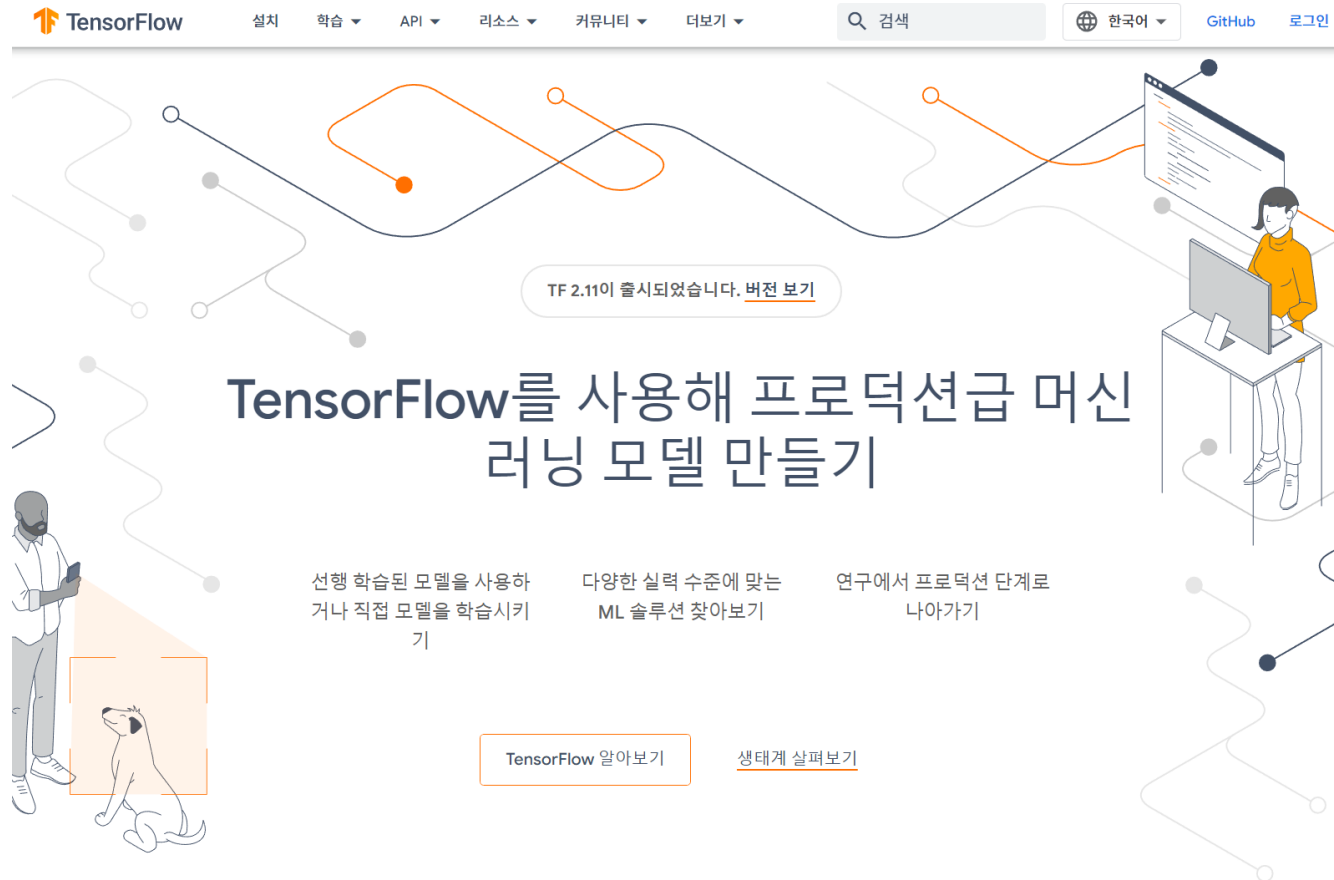 TensorFlow 설치 학습 API 리소스 커뮤니티 더보기 검색 한국어 GitHub 로그인
TF 2.11이 출시되었습니다. 버전 보기
TensorFlow를 사용해 프로덕션급 머신
러닝 모델 만들기
선행 학습된 모델을 사용하
거나 직접 모델을 학습시키
기
다양한 실력 수준에 맞는
ML 솔루션 찾아보기
연구에서 프로덕션 단계로
나아가기
TensorFlow 알아보기 생태계 살펴보기